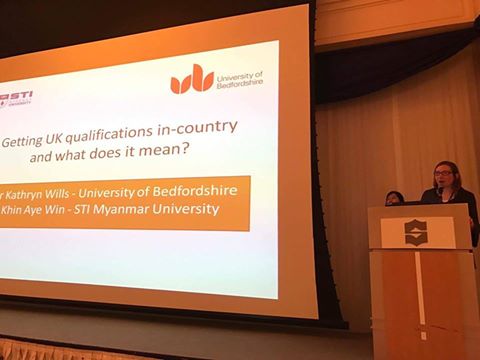 STI
UNIVERSITY
University of
Bedfordshire
Getting UK qualifications in-country
and what does it mean?
r Kathryn Wills - University of Bedfordshire
Khin Aye Win - STI Myanmar University